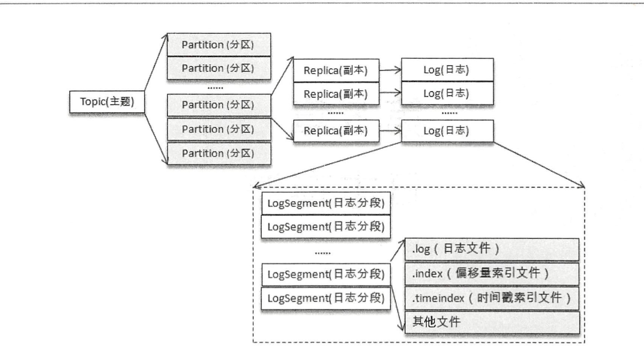 Topic(主题)
Partition (分区)
Partition (分区)
......
Partition (分区)
Partition (分区)
Partition (分区)
Replica(副本)
Replica(副本)
......
Replica(副本)
Log(日志)
Log(日志)
......
Log(日志)
LogSegment(日志分段)
LogSegment(日志分段)
......
LogSegment(日志分段)
LogSegment(日志分段)
.log（日志文件）
.index（偏移量索引文件）
.timeindex（时间戳索引文件）
其他文件